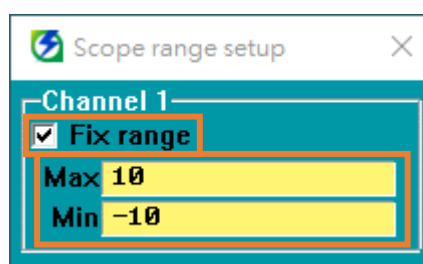 Scope range setup
Channel 1
Fix range
Max 10
Min -10